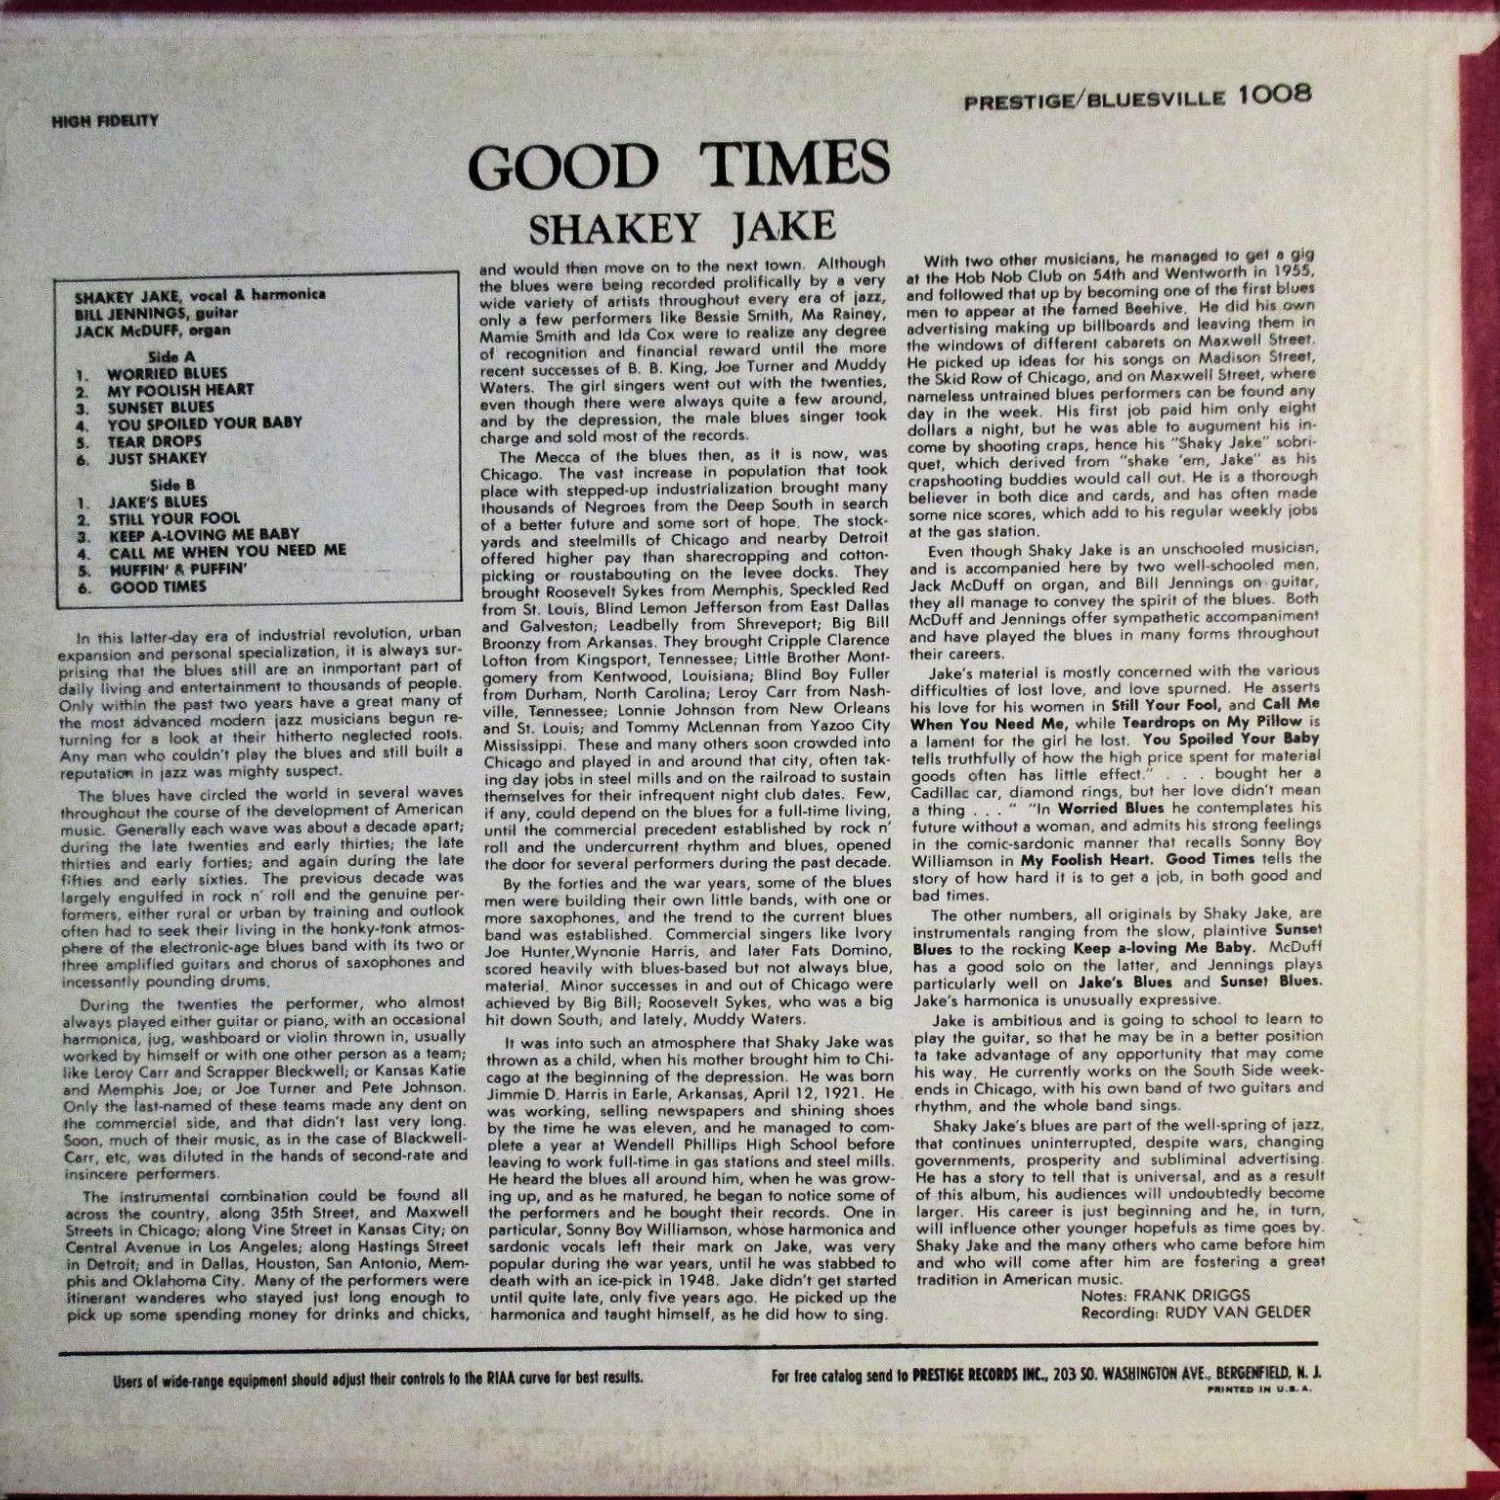 HIGH FIDELITY
PRESTIGE/BLUESVILLE 1008
GOOD TIMES
SHAKEY JAKE
SHAKEY JAKE, vocal & harmonica
BILL JENNINGS, guitar
JACK McDUFF, organ
Side A
1. WORRIED BLUES
2. MY FOOLISH HEART
3. SUNSET BLUES
4. YOU SPOILED YOUR BABY
5. TEAR DROPS
6. JUST SHAKEY
Side B
1. JAKE'S BLUES
2. STILL YOUR FOOL
3. KEEP A-LOVING ME BABY
4. CALL ME WHEN YOU NEED ME
5. HUFFIN' & PUFFIN'
6. GOOD TIMES
In this latter-day era of industrial revolution, urban
expansion and personal specialization, it is always sur-
prising that the blues still are an inmportant part of
daily living and entertainment to thousands of people.
Only within the past two years have a great many of
the most advanced modern jazz musicians begun re-
turning for a look at their hitherto neglected roots.
Any man who couldn't play the blues and still built a
reputation in jazz was mighty suspect.
The blues have circled the world in several waves
throughout the course of the development of American
music. Generally each wave was about a decade apart;
during the late twenties and early thirties; the late
thirties and early forties; and again during the late
fifties and early sixties. The previous decade was
largely engulfed in rock n' roll and the genuine per-
formers, either rural or urban by training and outlook
often had to seek their living in the honky-tonk atmos-
phere of the electronic-age blues band with its two or
three amplified guitars and chorus of saxophones and
incessantly pounding drums.
During the twenties the performer, who almost
always played either guitar or piano, with an occasional
harmonica, jug, washboard or violin thrown in, usually
worked by himself or with one other person as a team;
like Leroy Carr and Scrapper Bleckwell; or Kansas Katie
and Memphis Joe; or Joe Turner and Pete Johnson.
Only the last-named of these teams made any dent on
the commercial side, and that didn't last very long.
Soon, much of their music, as in the case of Blackwell-
Carr, etc, was diluted in the hands of second-rate and
insincere performers.
The instrumental combination could be found all
across the country, along 35th Street, and Maxwell
Streets in Chicago; along Vine Street in Kansas City; on
Central Avenue in Los Angeles; along Hastings Street
in Detroit; and in Dallas, Houston, San Antonio, Mem-
phis and Oklahoma City. Many of the performers were
itinerant wanderes who stayed just long enough to
pick up some spending money for drinks and chicks,
and would then move on to the next town. Although
the blues were being recorded prolifically by a very
wide variety of artists throughout every era of jazz,
only a few performers like Bessie Smith, Ma Rainey,
Mamie Smith and Ida Cox were to realize any degree
of recognition and financial reward until the more
recent successes of B. B. King, Joe Turner and Muddy
Waters. The girl singers went out with the twenties,
even though there were always quite a few around,
and by the depression, the male blues singer took
charge and sold most of the records.
The Mecca of the blues then, as it is now, was
Chicago. The vast increase in population that took
place with stepped-up industrialization brought many
thousands of Negroes from the Deep South in search
of a better future and some sort of hope. The stock-
yards and steelmills of Chicago and nearby Detroit
offered higher pay than sharecropping and cotton-
picking or roustabouting on the levee docks. They
brought Roosevelt Sykes from Memphis, Speckled Red
from St. Louis, Blind Lemon Jefferson from East Dallas
and Galveston; Leadbelly from Shreveport; Big Bill
Broonzy from Arkansas. They brought Cripple Clarence
Lofton from Kingsport, Tennessee; Little Brother Mont-
gomery from Kentwood, Louisiana; Blind Boy Fuller
from Durham, North Carolina; Leroy Carr from Nash-
ville, Tennessee; Lonnie Johnson from New Orleans
and St. Louis; and Tommy McLennan from Yazoo City
Mississippi. These and many others soon crowded into
Chicago and played in and around that city, often tak-
ing day jobs in steel mills and on the railroad to sustain
themselves for their infrequent night club dates. Few,
if any, could depend on the blues for a full-time living,
until the commercial precedent established by rock n'
roll and the undercurrent rhythm and blues, opened
the door for several performers during the past decade.
By the forties and the war years, some of the blues
men were building their own little bands, with one or
more saxophones, and the trend to the current blues
band was established. Commercial singers like Ivory
Joe Hunter,Wynonie Harris, and later Fats Domino,
scored heavily with blues-based but not always blue,
material. Minor successes in and out of Chicago were
achieved by Big Bill; Roosevelt Sykes, who was a big
hit down South; and lately, Muddy Waters.
It was into such an atmosphere that Shaky Jake was
thrown as a child, when his mother brought him to Chi-
cago at the beginning of the depression. He was born
Jimmie D. Harris in Earle, Arkansas, April 12, 1921. He
was working, selling newspapers and shining shoes
by the time he was eleven, and he managed to com-
plete a year at Wendell Phillips High School before
leaving to work full-time in gas stations and steel mills.
He heard the blues all around him, when he was grow-
ing up, and as he matured, he began to notice some of
the performers and he bought their records. One in
particular, Sonny Boy Williamson, whose harmonica and
sardonic vocals left their mark on Jake, was very
popular during the war years, until he was stabbed to
death with an ice-pick in 1948. Jake didn't get started
until quite late, only five years ago. He picked up the
harmonica and taught himself, as he did how to sing.
With two other musicians, he managed to get a gig
at the Hob Nob Club on 54th and Wentworth in 1955,
and followed that up by becoming one of the first blues
men to appear at the famed Beehive. He did his own
advertising making up billboards and leaving them in
the windows of different cabarets on Maxwell Street.
He picked up ideas for his songs on Madison Street,
the Skid Row of Chicago, and on Maxwell Street, where
nameless untrained blues performers can be found any
day in the week. His first job paid him only eight
dollars a night, but he was able to augument his in-
come by shooting craps, hence his "Shaky Jake" sobri-
quet, which derived from "shake 'em, Jake" as his
crapshooting buddies would call out. He is a thorough
believer in both dice and cards, and has often made
some nice scores, which add to his regular weekly jobs
at the gas station.
Even though Shaky Jake is an unschooled musician,
and is accompanied here by two well-schooled men,
Jack McDuff on organ, and Bill Jennings on guitar,
they all manage to convey the spirit of the blues. Both
McDuff and Jennings offer sympathetic accompaniment
and have played the blues in many forms throughout
their careers.
Jake's material is mostly concerned with the various
difficulties of lost love, and love spurned. He asserts
his love for his women in Still Your Fool, and Call Me
When You Need Me, while Teardrops on My Pillow is
a lament for the girl he lost. You Spoiled Your Baby
tells truthfully of how the high price spent for material
goods often has little effect." . . . bought her a
Cadillac car, diamond rings, but her love didn't mean
a thing . . . " "In Worried Blues he contemplates his
future without a woman, and admits his strong feelings
in the comic-sardonic manner that recalls Sonny Boy
Williamson in My Foolish Heart. Good Times tells the
story of how hard it is to get a job, in both good and
bad times.
The other numbers, all originals by Shaky Jake, are
instrumentals ranging from the slow, plaintive Sunset
Blues to the rocking Keep a-loving Me Baby. McDuff
has a good solo on the latter, and Jennings plays
particularly well on Jake's Blues and Sunset Blues.
Jake's harmonica is unusually expressive.
Jake is ambitious and is going to school to learn to
play the guitar, so that he may be in a better position
ta take advantage of any opportunity that may come
his way. He currently works on the South Side week-
ends in Chicago, with his own band of two guitars and
rhythm, and the whole band sings.
Shaky Jake's blues are part of the well-spring of jazz,
that continues uninterrupted, despite wars, changing
governments, prosperity and subliminal advertising.
He has a story to tell that is universal, and as a result
of this album, his audiences will undoubtedly become
larger. His career is just beginning and he, in turn,
will influence other younger hopefuls as time goes by.
Shaky Jake and the many others who came before him
and who will come after him are fostering a great
tradition in American music.
Notes: FRANK DRIGGS
Recording: RUDY VAN GELDER
Users of wide-range equipment should adjust their controls to the RIAA curve for best results.
For free catalog send to PRESTIGE RECORDS INC., 203 SO. WASHINGTON AVE., BERGENFIELD, N. J.
PRINTED IN U.S.A.